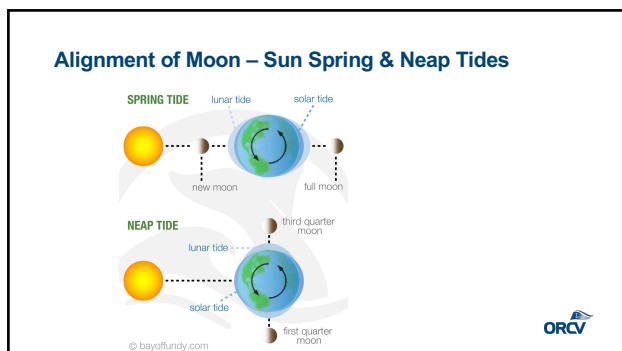 Alignment of Moon – Sun Spring & Neap Tides
SPRING TIDE
lunar tide
solar tide
new moon
full moon
NEAP TIDE
third quarter
moon
lunar tide
solar tide
first quarter
moon
© bayoffundy.com
ORCV